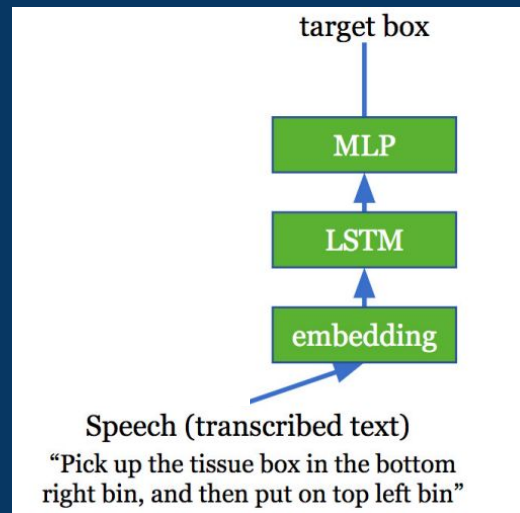 target box
MLP
LSTM
embedding
Speech (transcribed text)
“Pick up the tissue box in the bottom
right bin, and then put on top left bin”